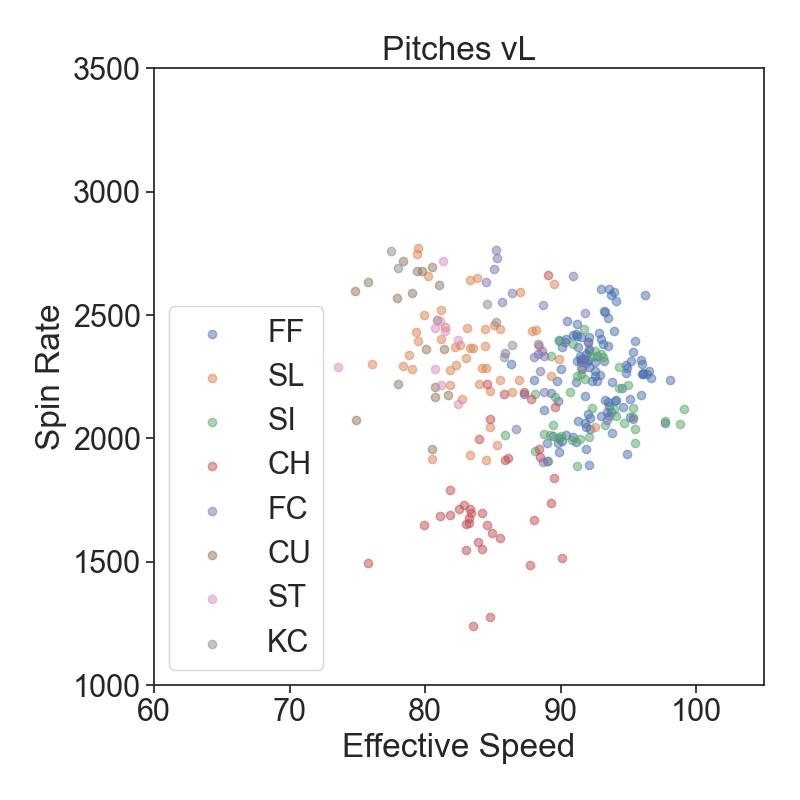 Pitches vL
3500
3000
2500
2000
1500
1000
Spin Rate
FF
SL
SI
CH
FC
CU
ST
KC
60 70 80 90 100
Effective Speed